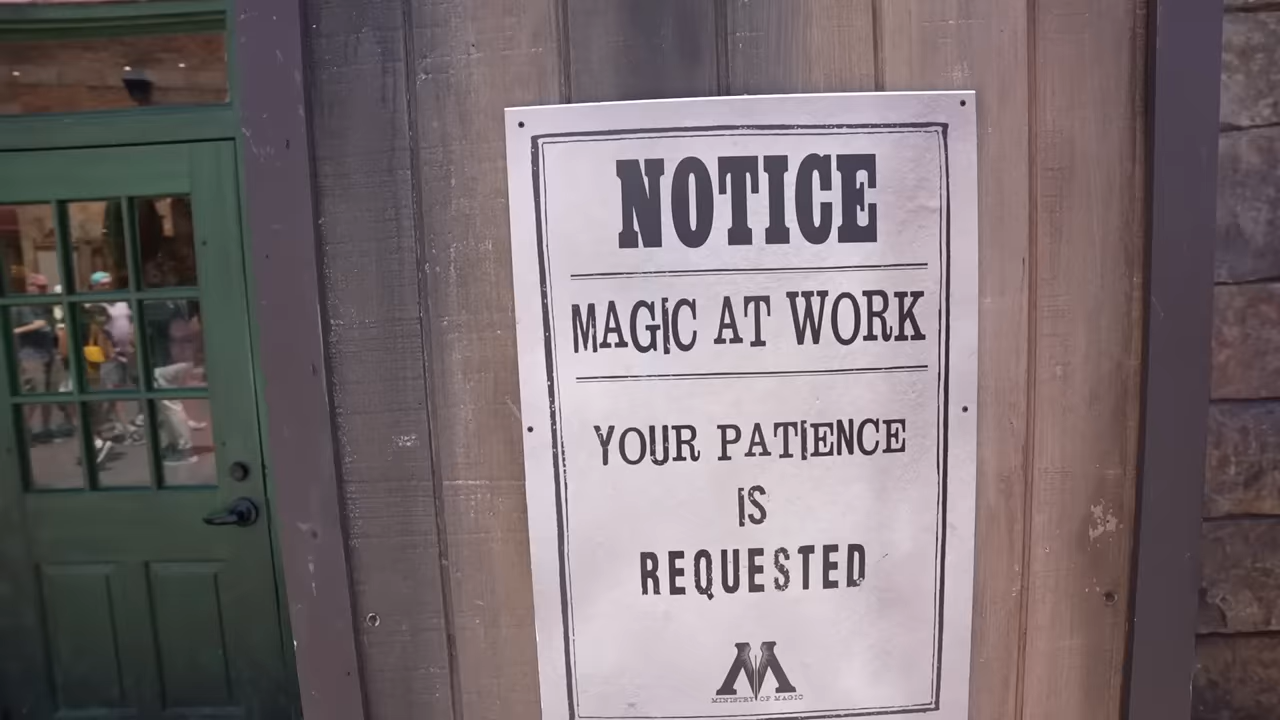 NOTICE
MAGIC AT WORK
YOUR PATIENCE
IS
REQUESTED
M
MINISTRY OF MAGIC